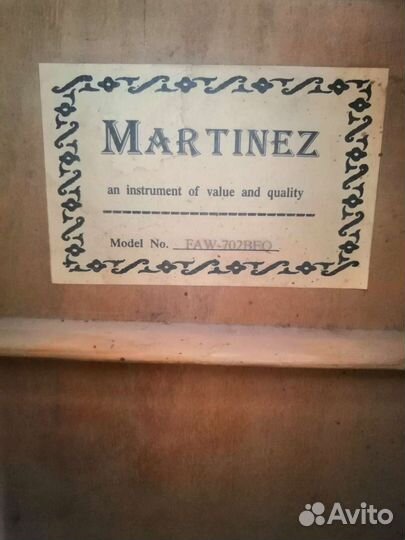 MARTINEZ
an instrument of value and quality
Model No. FAW-702BEQ
Avito